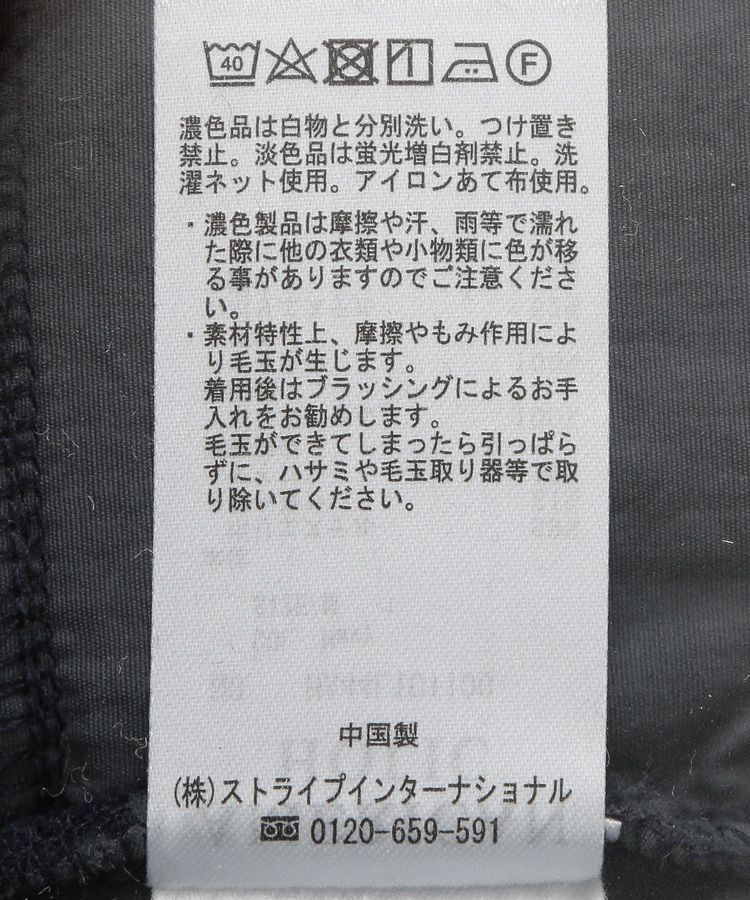 40
F
濃色品は白物と分別洗い。つけ置き
禁止。淡色品は蛍光増白剤禁止。洗
濯ネット使用。アイロンあて布使用。
・濃色製品は摩擦や汗、雨等で濡れ
た際に他の衣類や小物類に色が移
る事がありますのでご注意くださ
い。
・素材特性上、摩擦やもみ作用によ
り毛玉が生じます。
着用後はブラッシングによるお手
入れをお勧めします。
毛玉ができてしまったら引っぱら
ずに、ハサミや毛玉取り器等で取
り除いてください。
中国製
(株)ストライプインターナショナル
0120-659-591